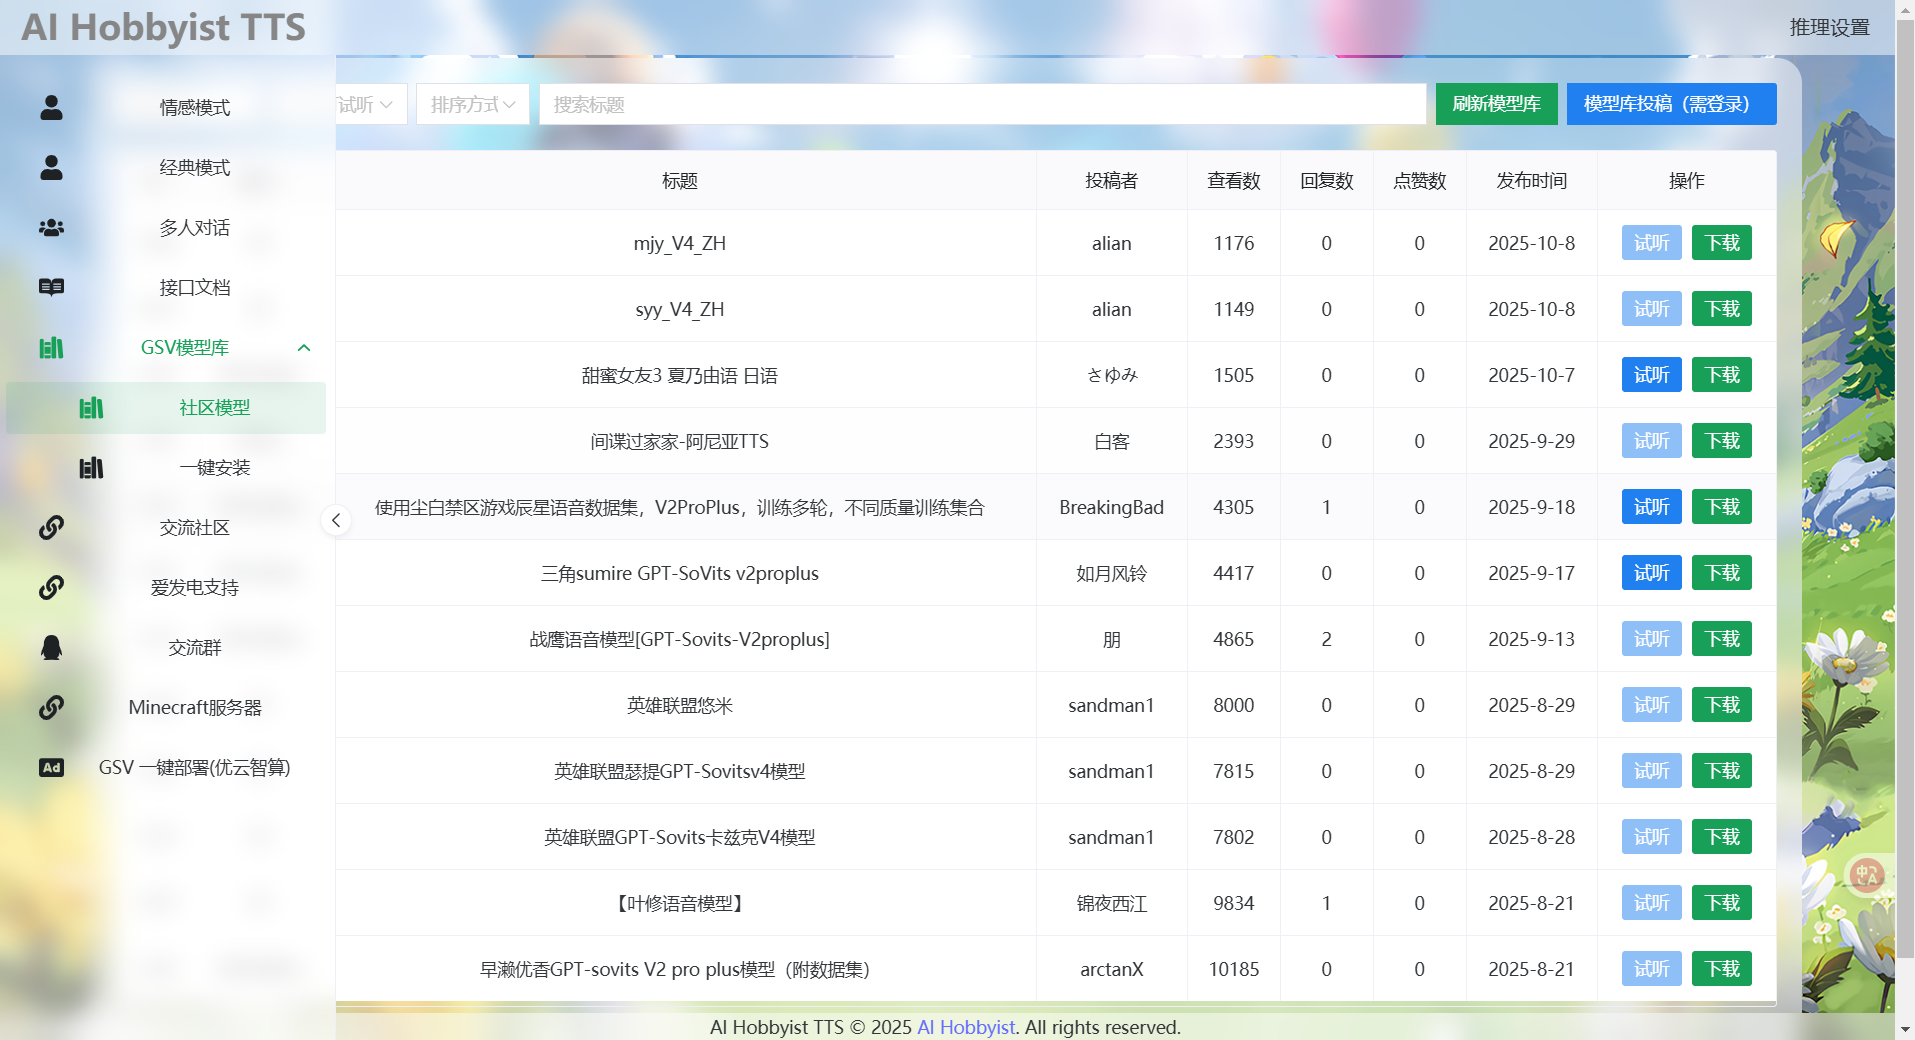 AI Hobbyist TTS
推理设置
情感模式
经典模式
多人对话
接口文档
GSV模型库
社区模型
一键安装
交流社区
爱发电支持
交流群
Minecraft服务器
Ad GSV 一键部署(优云智算)
试听 排序方式 搜索标题 刷新模型库 模型库投稿（需登录）
标题 投稿者 查看数 回复数 点赞数 发布时间 操作
mjy_V4_ZH alian 1176 0 0 2025-10-8 试听 下载
syy_V4_ZH alian 1149 0 0 2025-10-8 试听 下载
甜蜜女友3 夏乃由语 日语 さゆみ 1505 0 0 2025-10-7 试听 下载
间谍过家家-阿尼亚TTS 白客 2393 0 0 2025-9-29 试听 下载
使用尘白禁区游戏辰星语音数据集，V2ProPlus，训练多轮，不同质量训练集合 BreakingBad 4305 1 0 2025-9-18 试听 下载
三角sumire GPT-SoVits v2proplus 如月风铃 4417 0 0 2025-9-17 试听 下载
战鹰语音模型[GPT-Sovits-V2proplus] 朋 4865 2 0 2025-9-13 试听 下载
英雄联盟悠米 sandman1 8000 0 0 2025-8-29 试听 下载
英雄联盟瑟提GPT-Sovitsv4模型 sandman1 7815 0 0 2025-8-29 试听 下载
英雄联盟GPT-Sovits卡兹克V4模型 sandman1 7802 0 0 2025-8-28 试听 下载
【叶修语音模型】 锦夜西江 9834 1 0 2025-8-21 试听 下载
早濑优香GPT-sovits V2 pro plus模型（附数据集） arctanX 10185 0 0 2025-8-21 试听 下载
AI Hobbyist TTS © 2025 AI Hobbyist. All rights reserved.